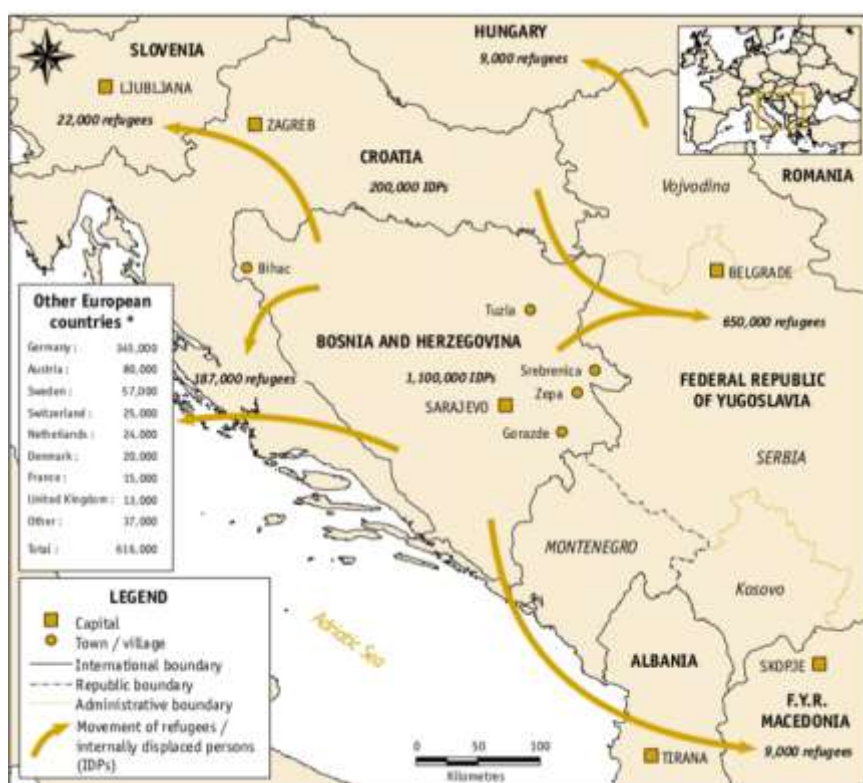 SLOVENIA
LJUBLJANA
22,000 refugees
HUNGARY
9,000 refugees
ZAGREB
CROATIA
200,000 IDPs
Vojvodina
ROMANIA
BELGRADE
650,000 refugees
Bihac
Tuzla
BOSNIA AND HERZEGOVINA
187,000 refugees
1,100,000 IDPs
Srebrenica
Zepa
SARAJEVO
Gorazde
FEDERAL REPUBLIC
OF YUGOSLAVIA
SERBIA
MONTENEGRO
Kosovo
Adriatic Sea
ALBANIA
SKOPJE
F.Y.R.
MACEDONIA
9,000 refugees
TIRANA
Other European
countries *
Germany :
Austria : 80,000
Sweden : 57,000
Switzerland : 25,000
Netherlands : 24,000
Denmark : 20,000
France : 15,000
United Kingdom : 13,000
Other : 37,000
Total : 616,000
LEGEND
Capital
Town / village
International boundary
Republic boundary
Administrative boundary
Movement of refugees /
internally displaced persons
(IDPs)
0 50 100
Kilometres